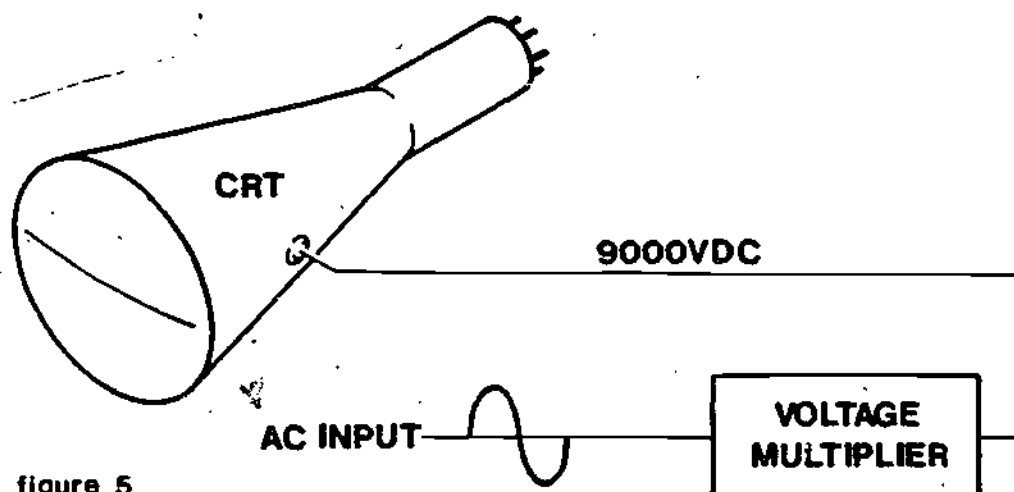 CRT
9000VDC
AC INPUT
VOLTAGE
MULTIPLIER
figure 5